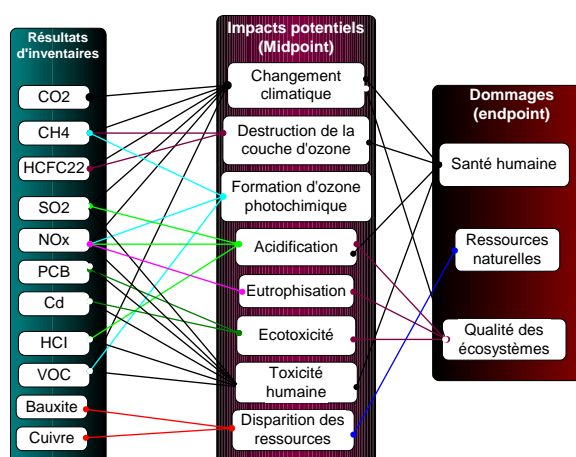 Résultats
d'inventaires
CO2
CH4
HCFC22
SO2
NOx
PCB
Cd
HCl
VOC
Bauxite
Cuivre
Impacts potentiels
(Midpoint)
Changement
climatique
Destruction de la
couche d'ozone
Formation d'ozone
photochimique
Acidification
Eutrophisation
Ecotoxicité
Toxicité
humaine
Disparition des
ressources
Dommages
(endpoint)
Santé humaine
Ressources
naturelles
Qualité des
écosystèmes